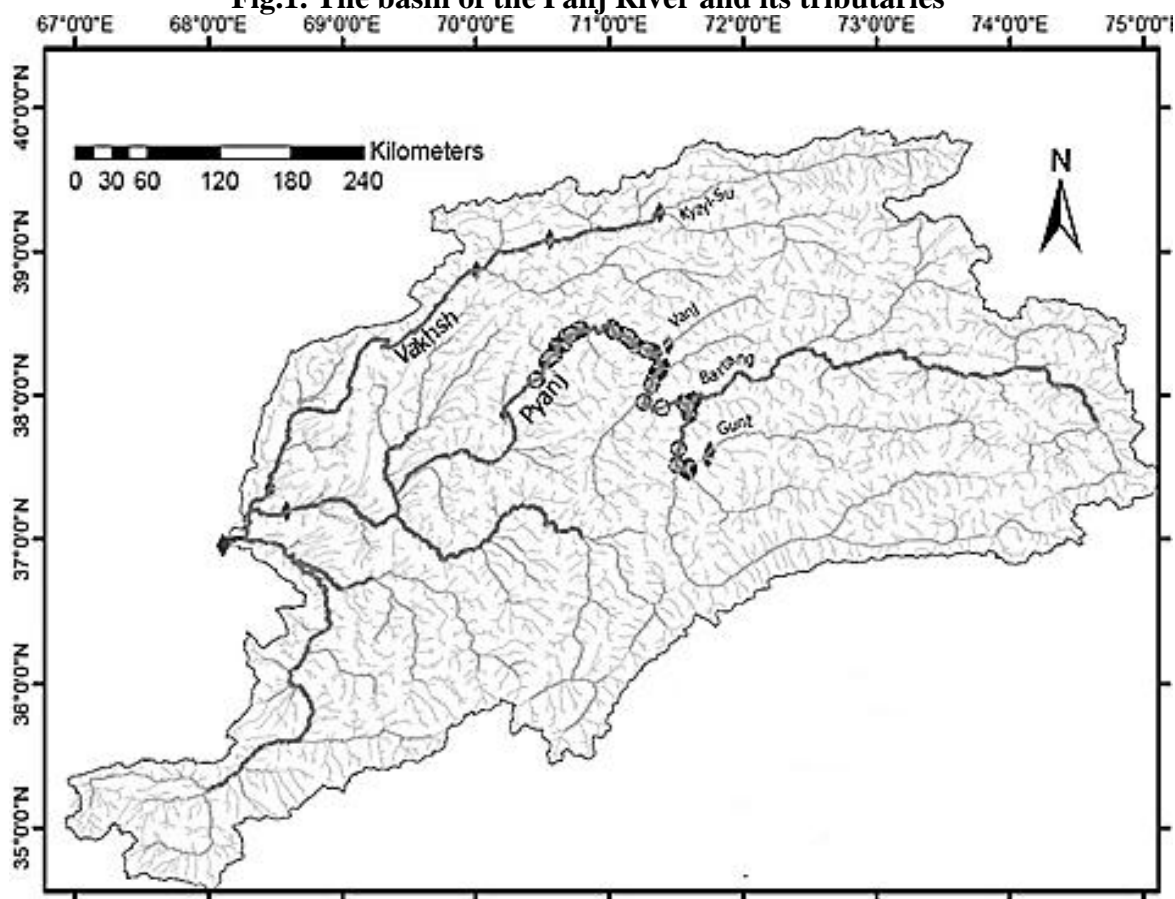 Fig.1. The basin of the Panj River and its tributaries
67°0'0"E 68°0'0"E 69°0'0"E 70°0'0"E 71°0'0"E 72°0'0"E 73°0'0"E 74°0'0"E 75°0'0"E
40°0'0"N
Kilometers
0 30 60 120 180 240
N
Kyzyl-Su
39°0'0"N
Vanj
Vakhsh
Bartang
38°0'0"N
Pyanj
Gunt
37°0'0"N
36°0'0"N
35°0'0"N